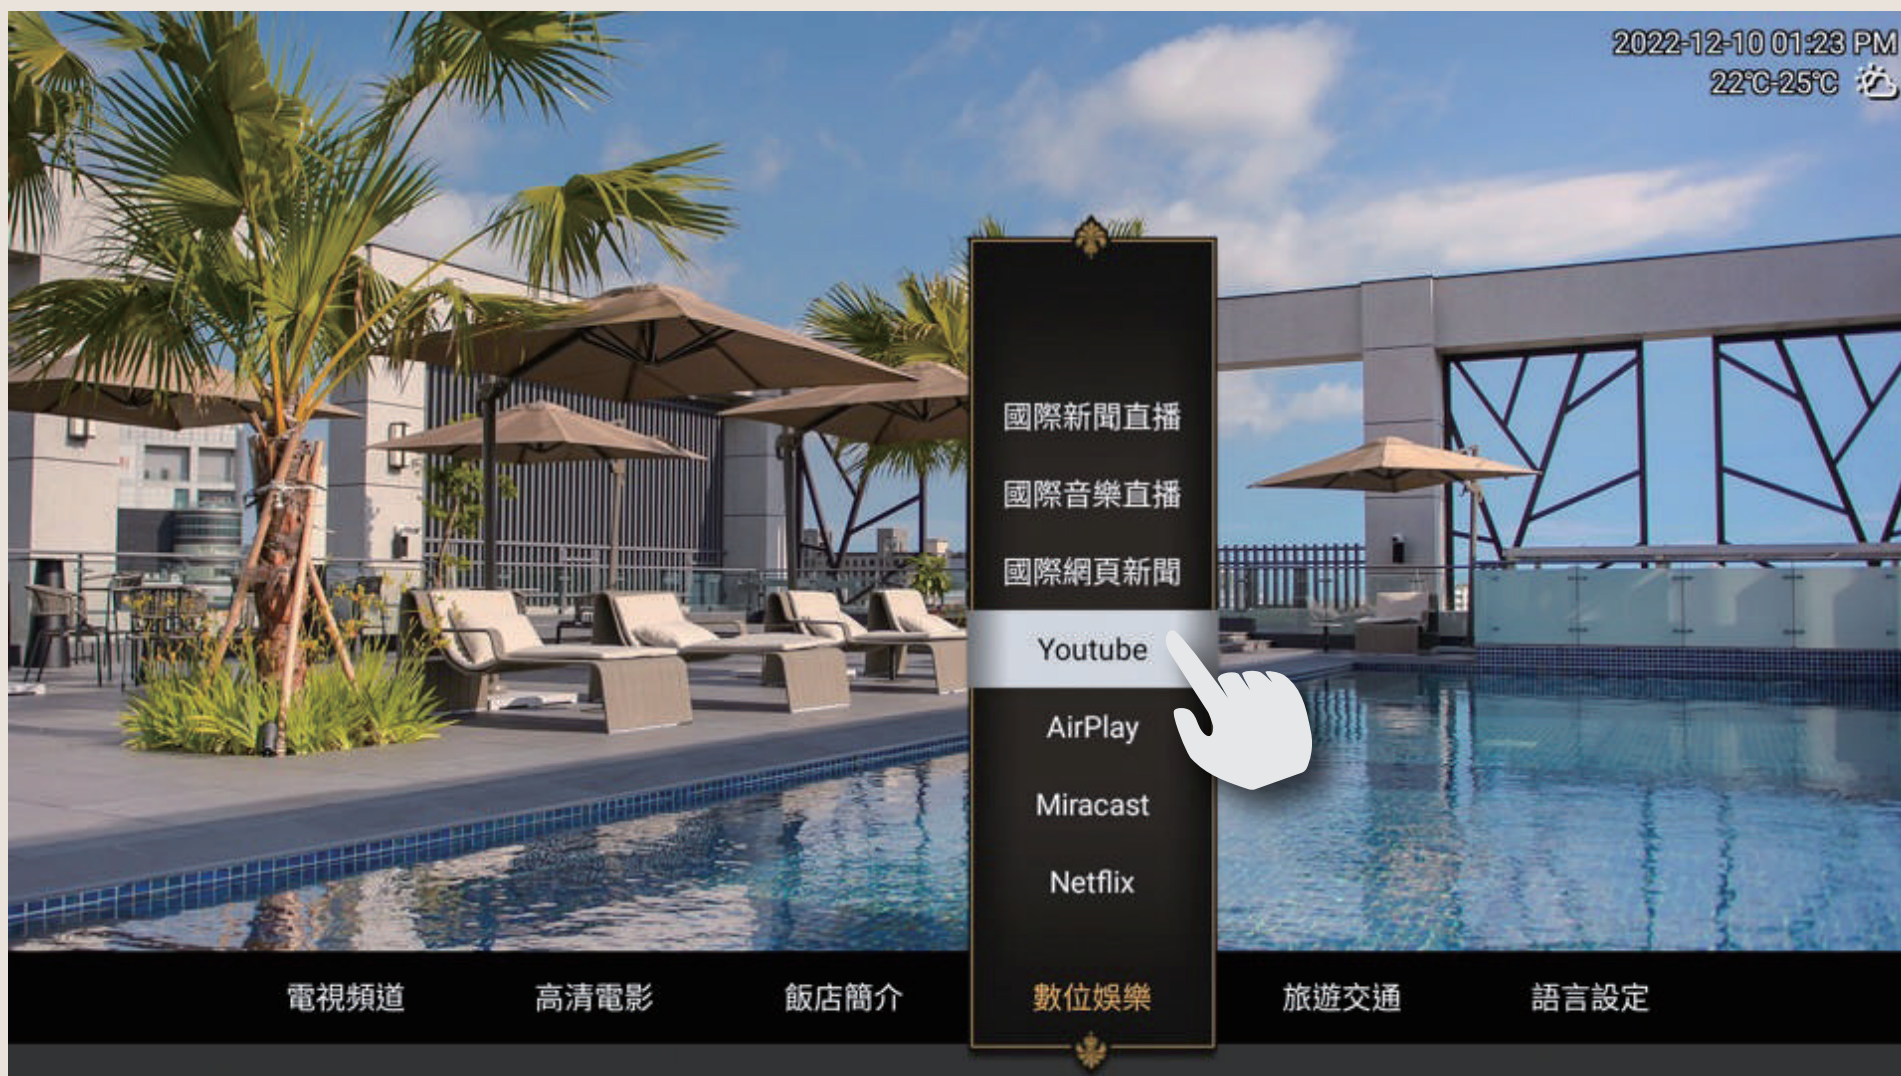 2022-12-10 01:23 PM
22°C-25°C
國際新聞直播
國際音樂直播
國際網頁新聞
Youtube
AirPlay
Miracast
Netflix
電視頻道 高清電影 飯店簡介 數位娛樂 旅遊交通 語言設定